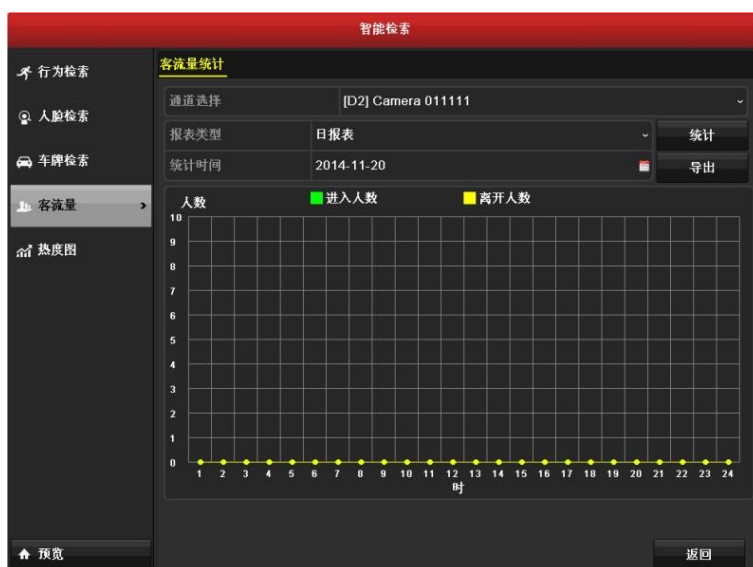 智能检索
行为检索
人脸检索
车牌检索
客流量
热度图
预览
客流量统计
通道选择 [D2] Camera 011111
报表类型 日报表 统计
统计时间 2014-11-20 导出
人数 进入人数 离开人数
10
9
8
7
6
5
4
3
2
1
0
1 2 3 4 5 6 7 8 9 10 11 12 13 14 15 16 17 18 19 20 21 22 23 24
时
返回